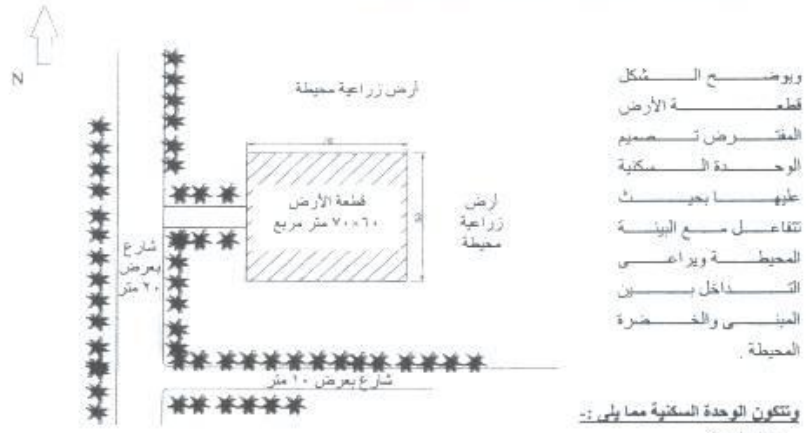 N
أرض زراعية محيطة
قطعة الأرض
٦٠×٧٠ متر مربع
أرض
زراعية
محيطة
شارع
بعرض
٢٠ متر
شارع بعرض ١٠ متر
ويوضح الشكل
قطعة الأرض
المفترض تصميم
الوحدة السكنية
عليها بحيث
تتفاعل مع البيئة
المحيطة ويراعى
التداخل بين
المبنى والخضرة
المحيطة .
وتتكون الوحدة السكنية مما يلى :-